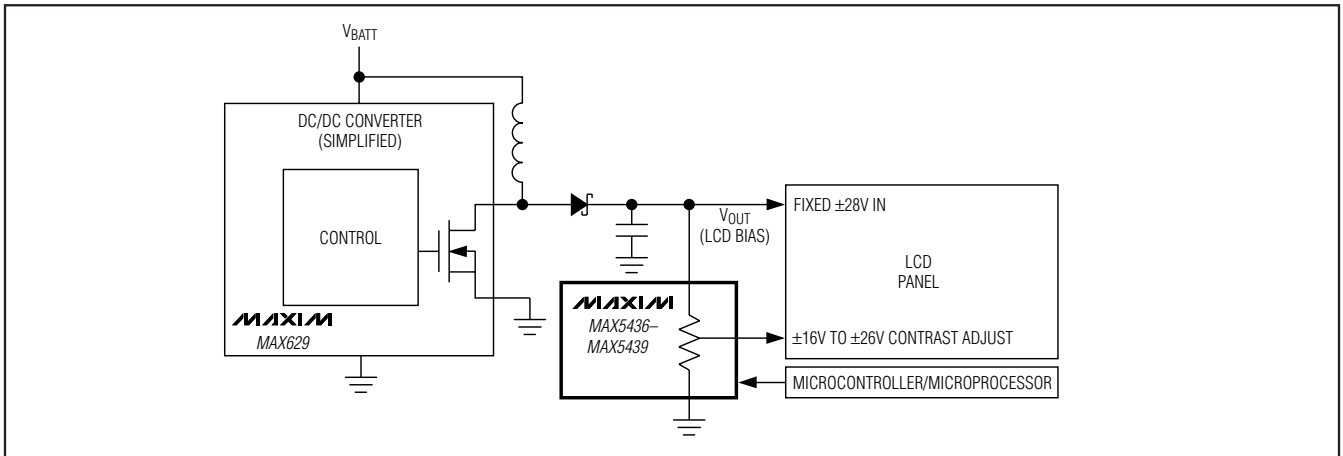 VBATT
DC/DC CONVERTER
(SIMPLIFIED)
CONTROL
MAXIM
MAX629
VOUT
(LCD BIAS)
FIXED ±28V IN
LCD
PANEL
±16V TO ±26V CONTRAST ADJUST
MAXIM
MAX5436–
MAX5439
MICROCONTROLLER/MICROPROCESSOR